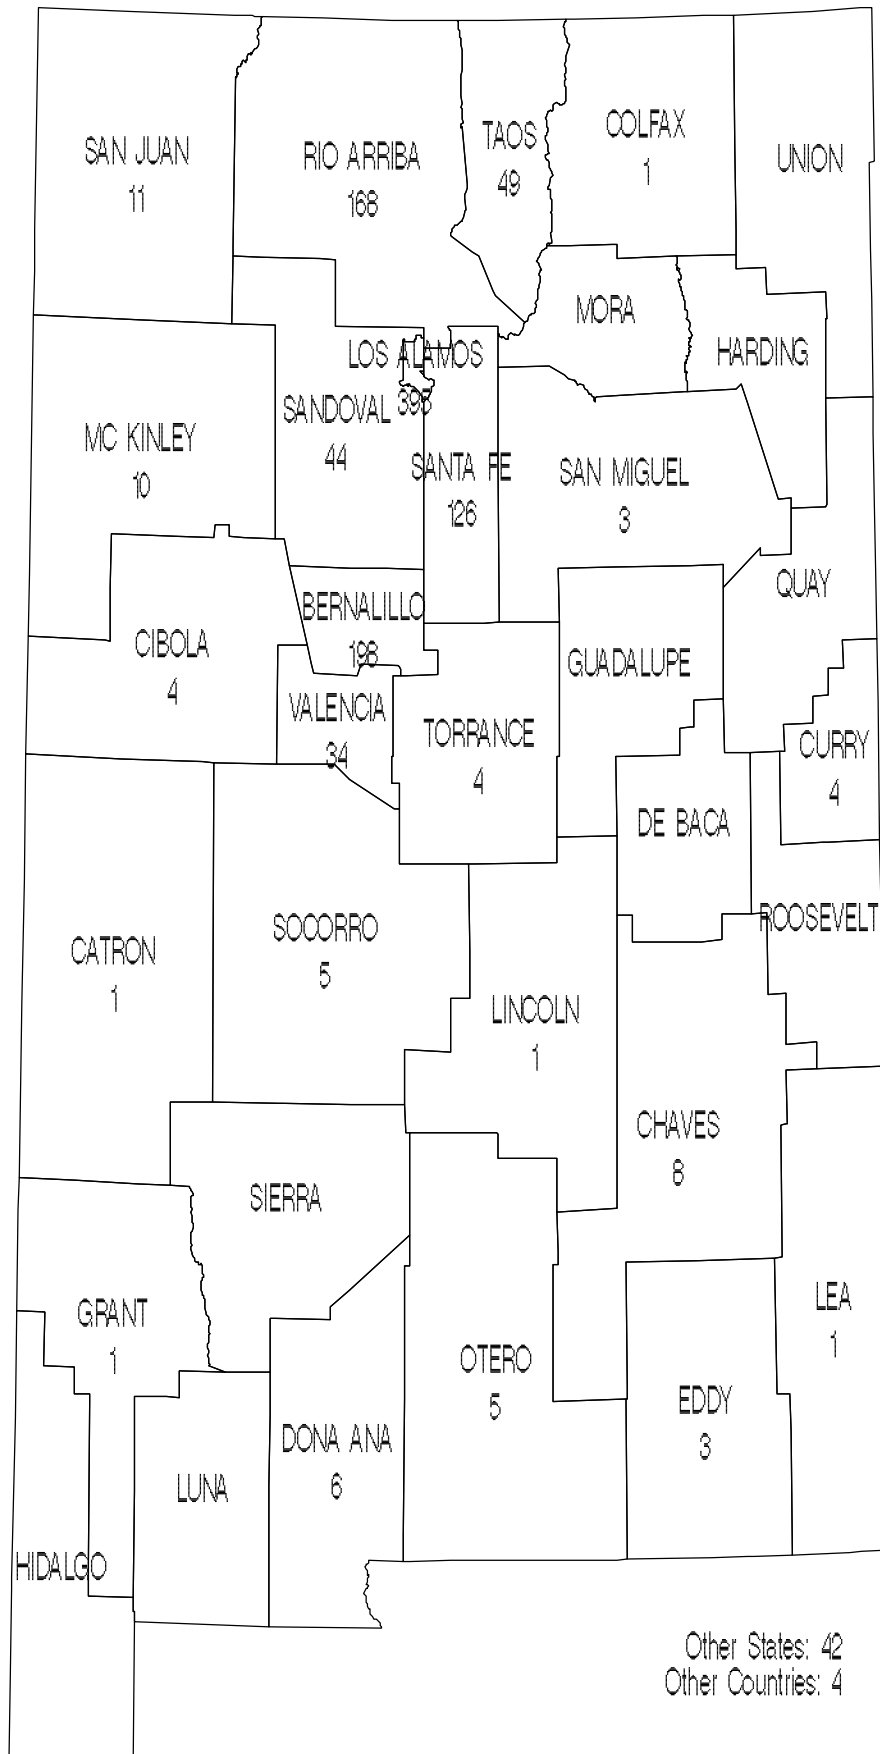 SAN JUAN
11
RIO ARRIBA
168
TAOS
49
COLFAX
1
UNION
MORA
HARDING
LOS ALAMOS
SANDOVAL
44
MC KINLEY
10
SANTA FE
126
SAN MIGUEL
3
QUAY
BERNALILLO
198
CIBOLA
4
GUADALUPE
VALENCIA
34
TORRANCE
4
CURRY
4
DE BACA
ROOSEVELT
SOCORRO
5
CATRON
1
LINCOLN
1
CHAVES
8
SIERRA
GRANT
1
LEA
1
OTERO
5
EDDY
3
DONA ANA
6
LUNA
HIDALGO
Other States: 42
Other Countries: 4